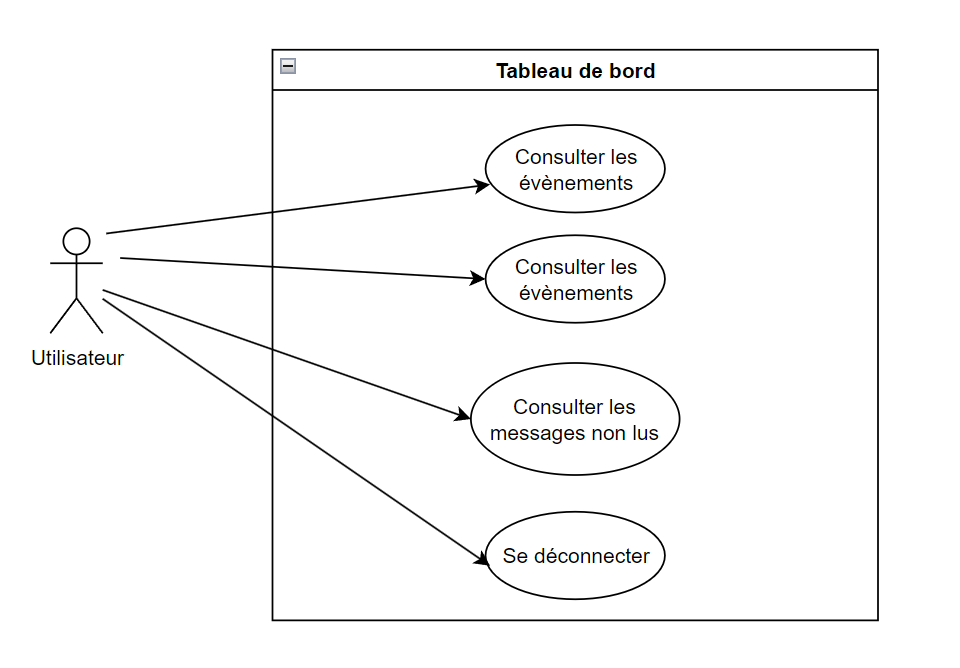 Tableau de bord
Consulter les
évènements
Consulter les
évènements
Utilisateur
Consulter les
messages non lus
Se déconnecter